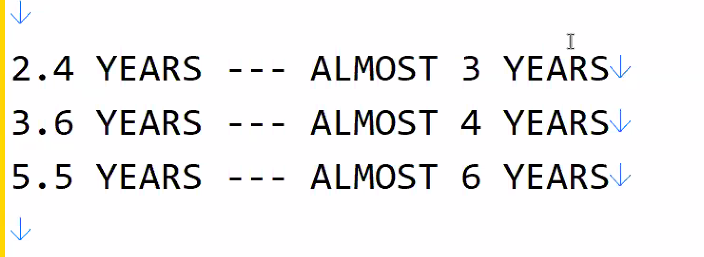 2.4 YEARS --- ALMOST 3 YEARS
3.6 YEARS --- ALMOST 4 YEARS
5.5 YEARS --- ALMOST 6 YEARS